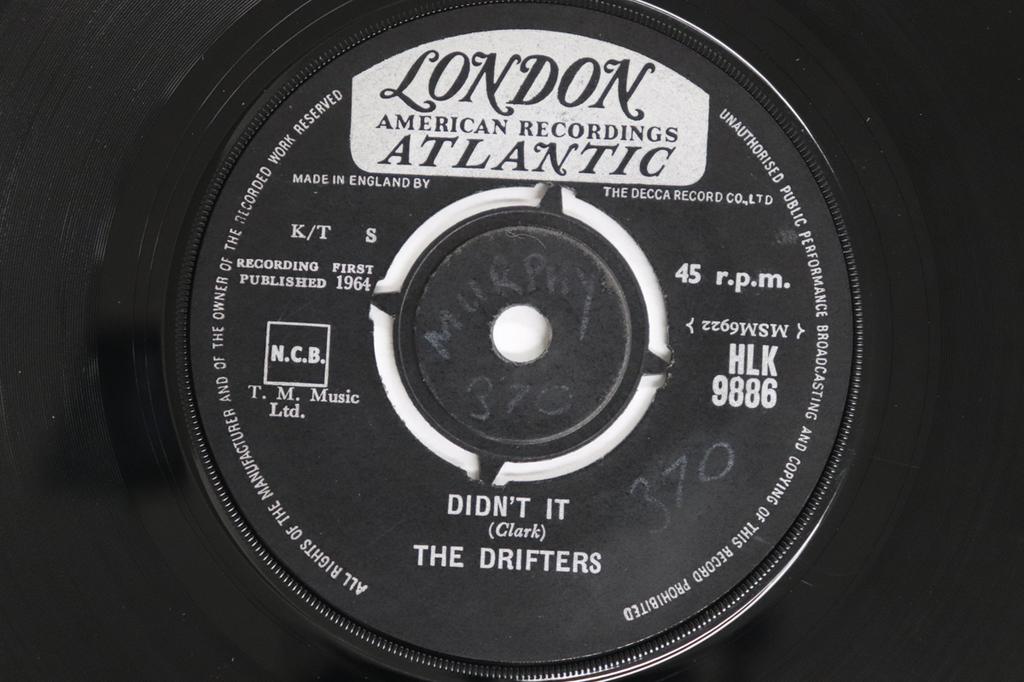 LONDON
AMERICAN RECORDINGS
ATLANTIC
MADE IN ENGLAND BY
THE DECCA RECORD CO., LTD
ALL RIGHTS OF THE MANUFACTURER AND OF THE OWNER OF THE RECORDED WORK RESERVED
UNAUTHORISED PUBLIC PERFORMANCE BROADCASTING AND COPYING OF THIS RECORD PROHIBITED
K/T S
RECORDING FIRST
PUBLISHED 1964
45 r.p.m.
MURPHY
370
{ MSM6922 }
HLK
9886
N.C.B.
T. M. Music
Ltd.
370
DIDN'T IT
(Clark)
THE DRIFTERS